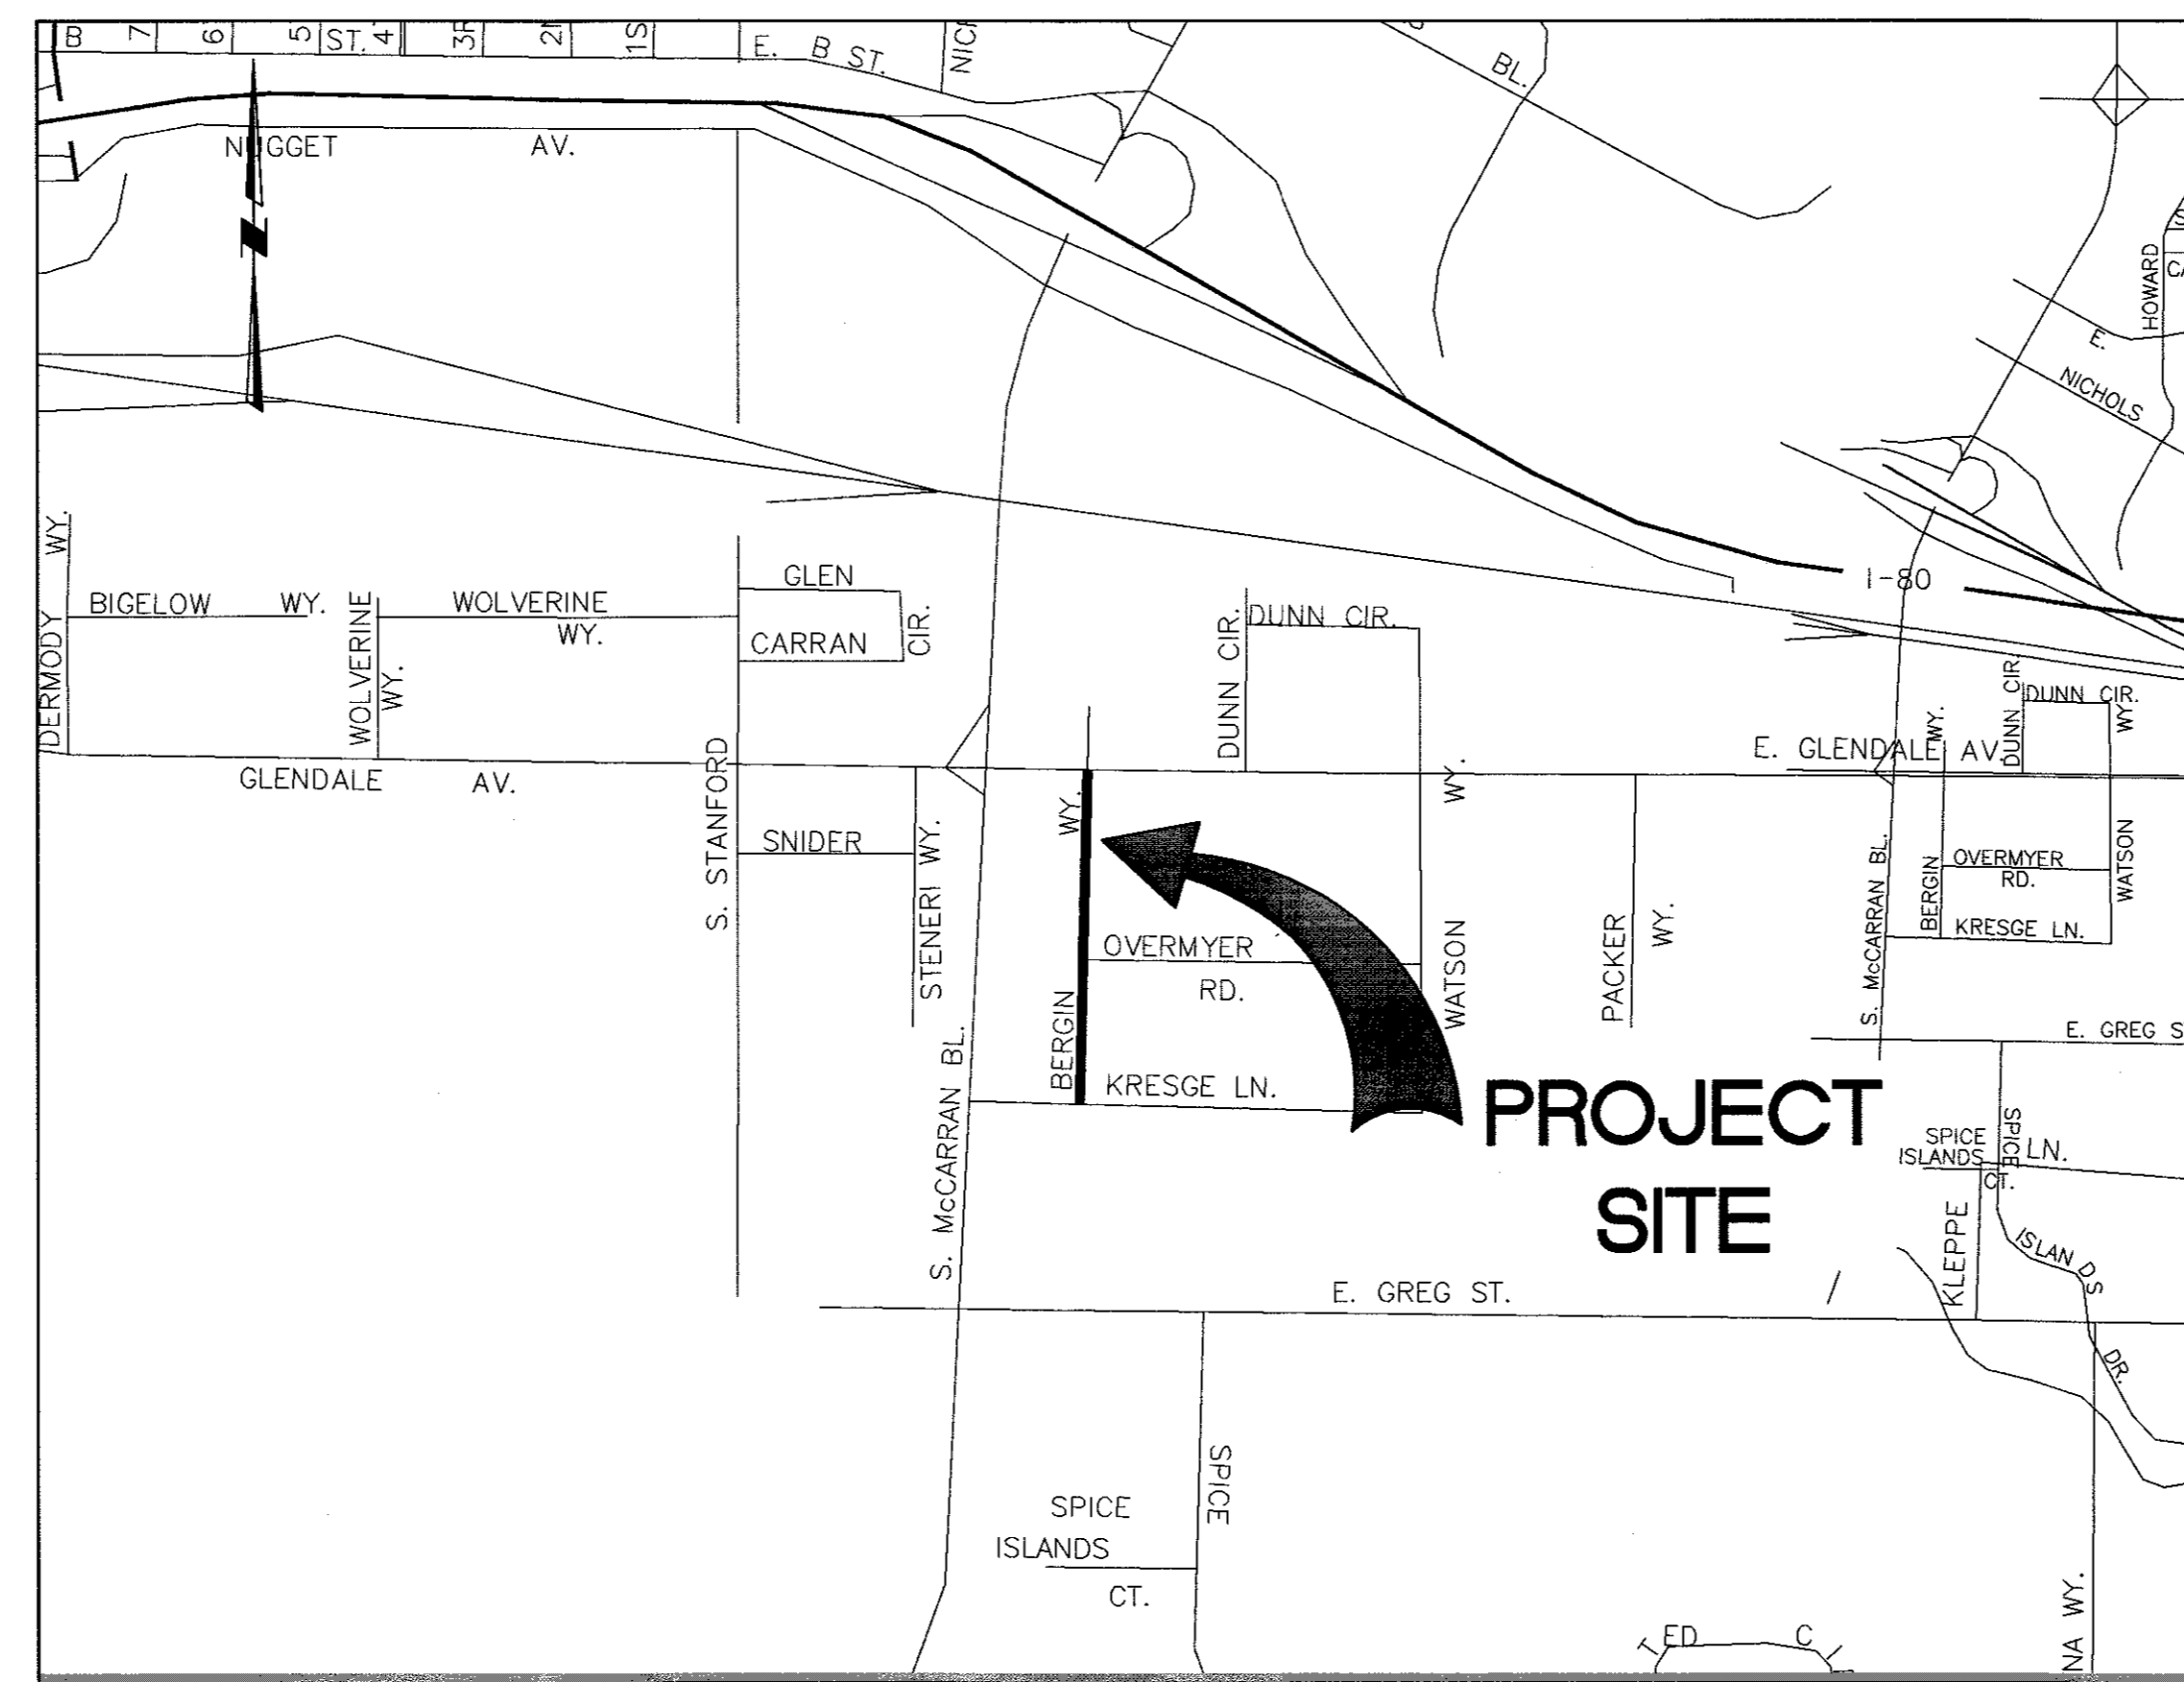 B 7 6 5 ST. 4
E. B ST.
BL.
NUGGET AV.
N
HOWARD
E.
NICHOLS
I-80
DERMODY WY.
BIGELOW WY.
WOLVERINE WY.
WOLVERINE
WY.
GLEN
CARRAN
CIR.
DUNN CIR.
DUNN CIR.
GLENDALE AV.
S. STANFORD
SNIDER
STENERI WY.
S. McCARRAN BL.
BERGIN WY.
OVERMYER
RD.
KRESGE LN.
WATSON WY.
PACKER WY.
PROJECT
SITE
E. GREG ST.
SPICE
SPICE
ISLANDS
CT.
E. GLENDALE AV.
DUNN CIR.
DUNN CIR.
WATSON WY.
S. McCARRAN BL.
BERGIN WY.
OVERMYER
RD.
KRESGE LN.
E. GREG S
SPICE
ISLANDS
CT.
SPICE
LN.
KLEPPE
ISLANDS
DR.
NA WY.
TED C